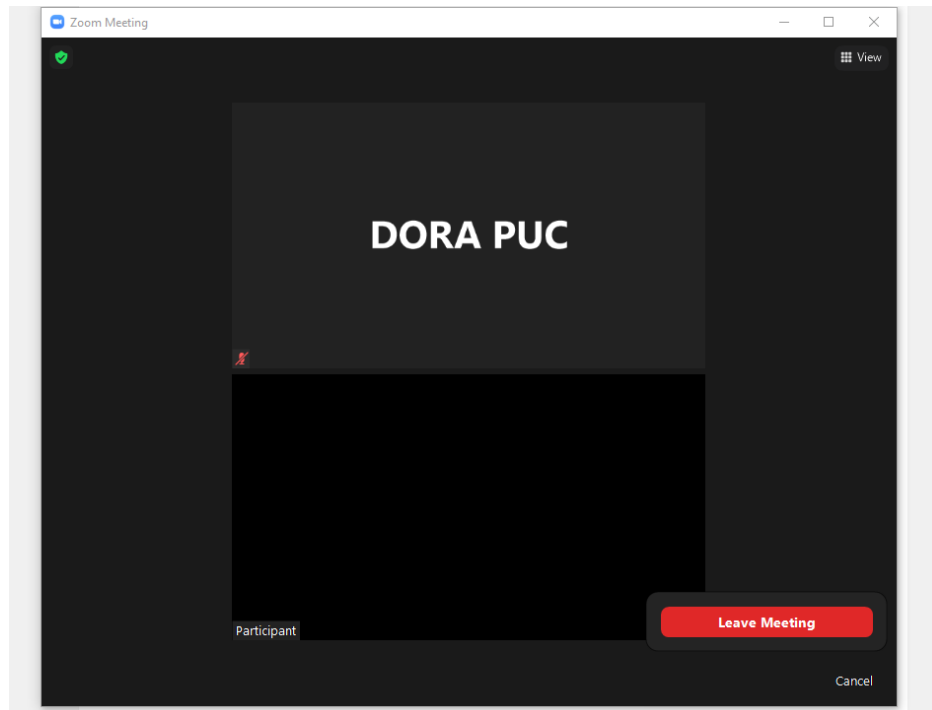 Zoom Meeting
View
DORA PUC
Participant
Leave Meeting
Cancel